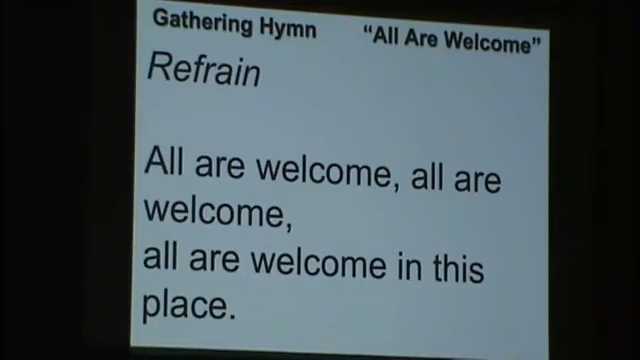 Gathering Hymn “All Are Welcome”
Refrain
All are welcome, all are
welcome,
all are welcome in this
place.